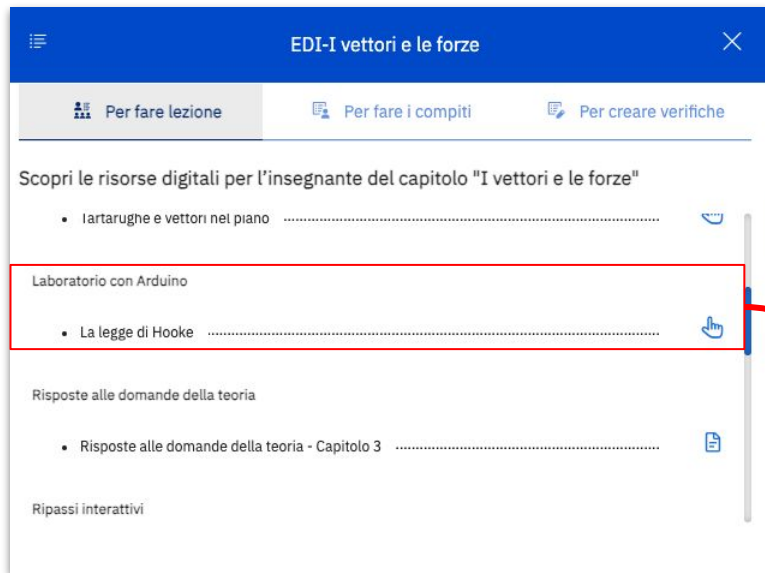 EDI-I vettori e le forze
Per fare lezione
Per fare i compiti
Per creare verifiche
Scopri le risorse digitali per l'insegnante del capitolo "I vettori e le forze"
• Tartarughe e vettori nel piano
Laboratorio con Arduino
• La legge di Hooke
Risposte alle domande della teoria
• Risposte alle domande della teoria - Capitolo 3
Ripassi interattivi